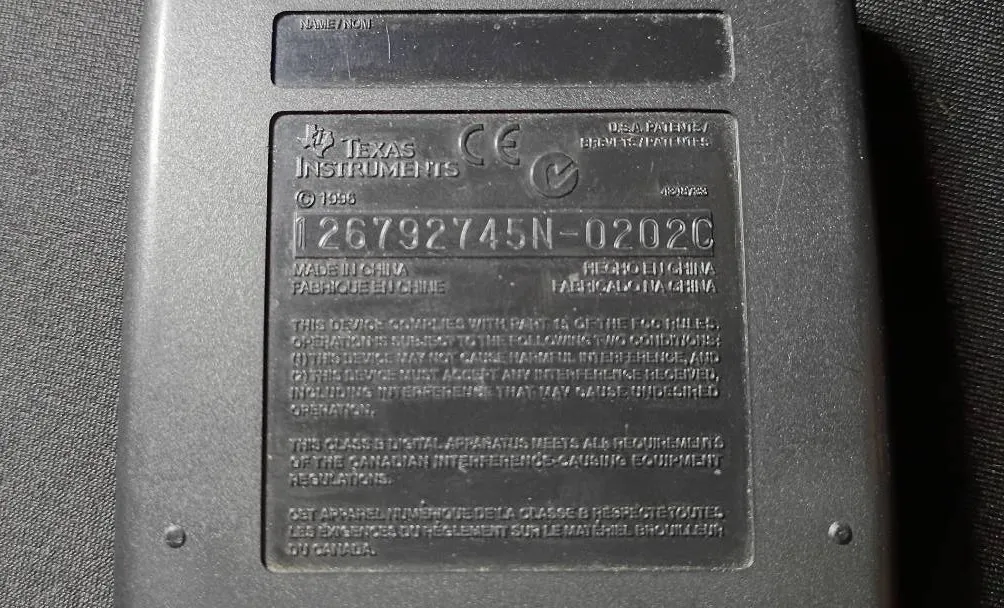 NAME / NOM
TEXAS
INSTRUMENTS
CE
U.S.A. PATENTS /
BREVETS / PATENTES
© 1996
126792745N-0202C
MADE IN CHINA
FABRIQUE EN CHINE
HECHO EN CHINA
FABRICADO NA CHINA
THIS DEVICE COMPLIES WITH PART 15 OF THE FCC RULES.
OPERATION IS SUBJECT TO THE FOLLOWING TWO CONDITIONS:
(1) THIS DEVICE MAY NOT CAUSE HARMFUL INTERFERENCE, AND
(2) THIS DEVICE MUST ACCEPT ANY INTERFERENCE RECEIVED,
INCLUDING INTERFERENCE THAT MAY CAUSE UNDESIRED
OPERATION.
THIS CLASS B DIGITAL APPARATUS MEETS ALL REQUIREMENTS
OF THE CANADIAN INTERFERENCE-CAUSING EQUIPMENT
REGULATIONS.
CET APPAREIL NUMÉRIQUE DE LA CLASSE B RESPECTE TOUTES
LES EXIGENCES DU RÉGLEMENT SUR LE MATÉRIEL BROUILLEUR
DU CANADA.